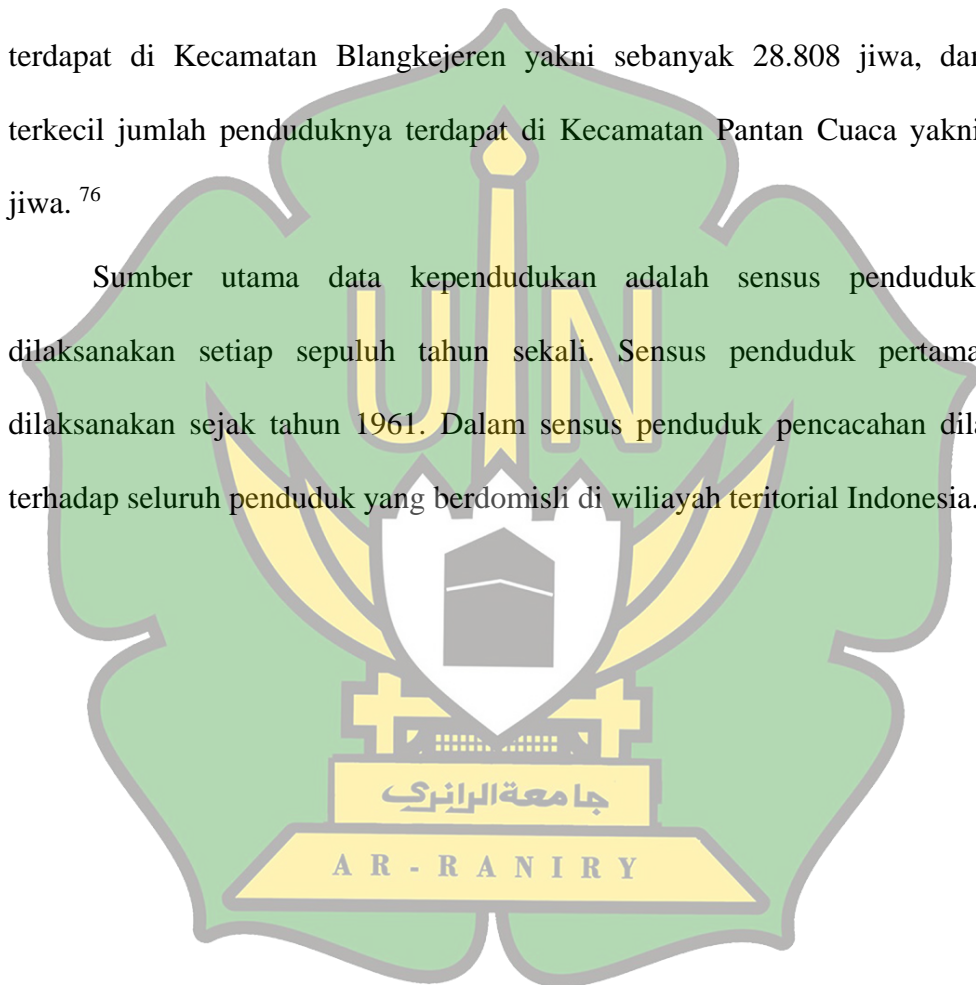 terdapat di Kecamatan Blangkejeren yakni sebanyak 28.808 jiwa, dan
terkecil jumlah penduduknya terdapat di Kecamatan Pantan Cuaca yakni
jiwa. 76
Sumber utama data kependudukan adalah sensus penduduk
dilaksanakan setiap sepuluh tahun sekali. Sensus penduduk pertama
dilaksanakan sejak tahun 1961. Dalam sensus penduduk pencacahan dila
terhadap seluruh penduduk yang berdomisli di wiliayah teritorial Indonesia.
UIN
جامعة الرانري
AR-RANIRY